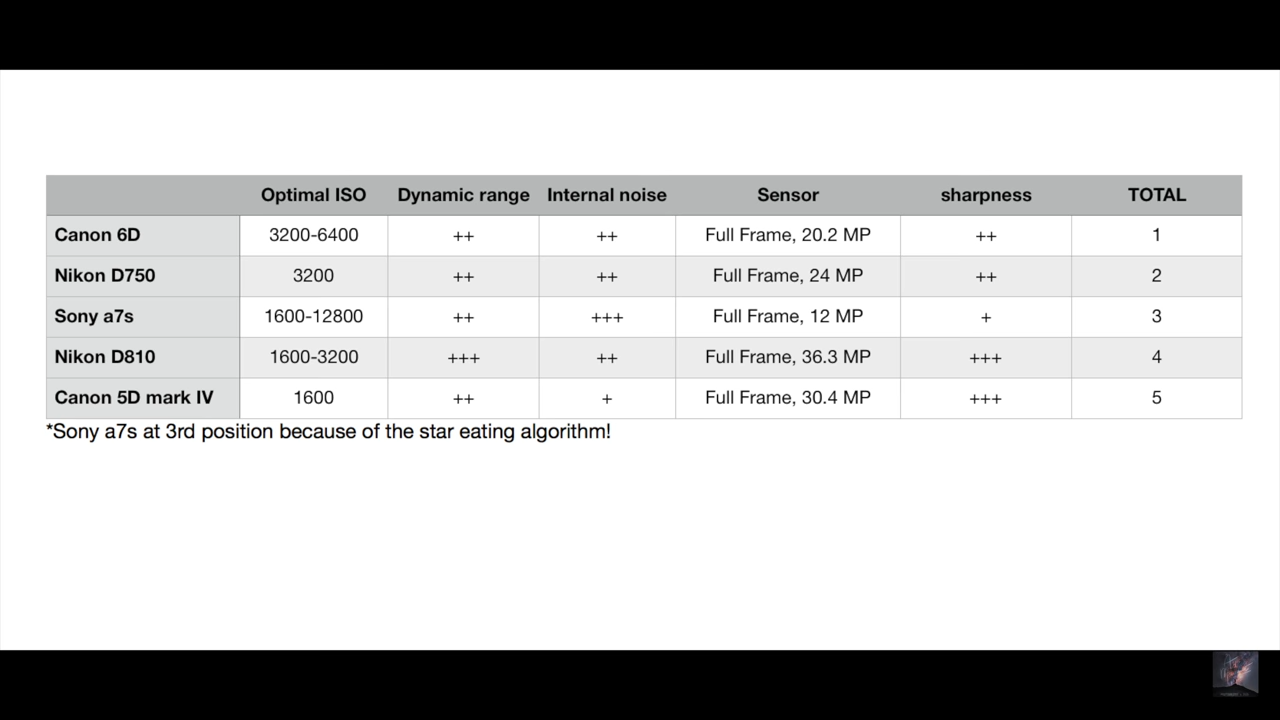 Optimal ISO Dynamic range Internal noise Sensor sharpness TOTAL
Canon 6D 3200-6400 ++ ++ Full Frame, 20.2 MP ++ 1
Nikon D750 3200 ++ ++ Full Frame, 24 MP ++ 2
Sony a7s 1600-12800 ++ +++ Full Frame, 12 MP + 3
Nikon D810 1600-3200 +++ ++ Full Frame, 36.3 MP +++ 4
Canon 5D mark IV 1600 ++ + Full Frame, 30.4 MP +++ 5
*Sony a7s at 3rd position because of the star eating algorithm!